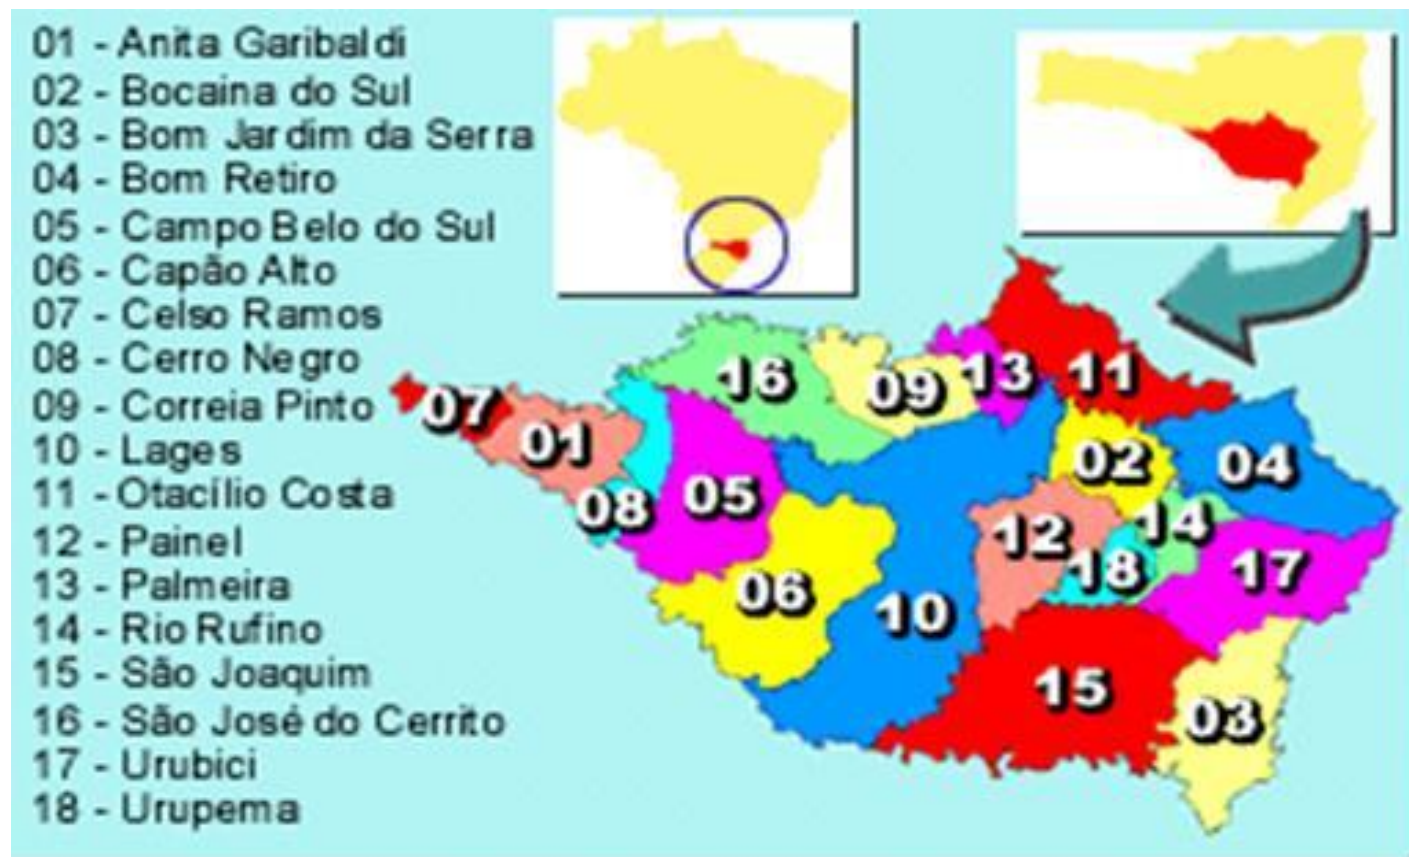 01 - Anita Garibaldi
02 - Bocaina do Sul
03 - Bom Jardim da Serra
04 - Bom Retiro
05 - Campo Belo do Sul
06 - Capão Alto
07 - Celso Ramos
08 - Cerro Negro
09 - Correia Pinto
10 - Lages
11 - Otacílio Costa
12 - Painel
13 - Palmeira
14 - Rio Rufino
15 - São Joaquim
16 - São José do Cerrito
17 - Urubici
18 - Urupema
16
09
13
11
07
01
02
04
08
05
12
14
18
17
06
10
15
03